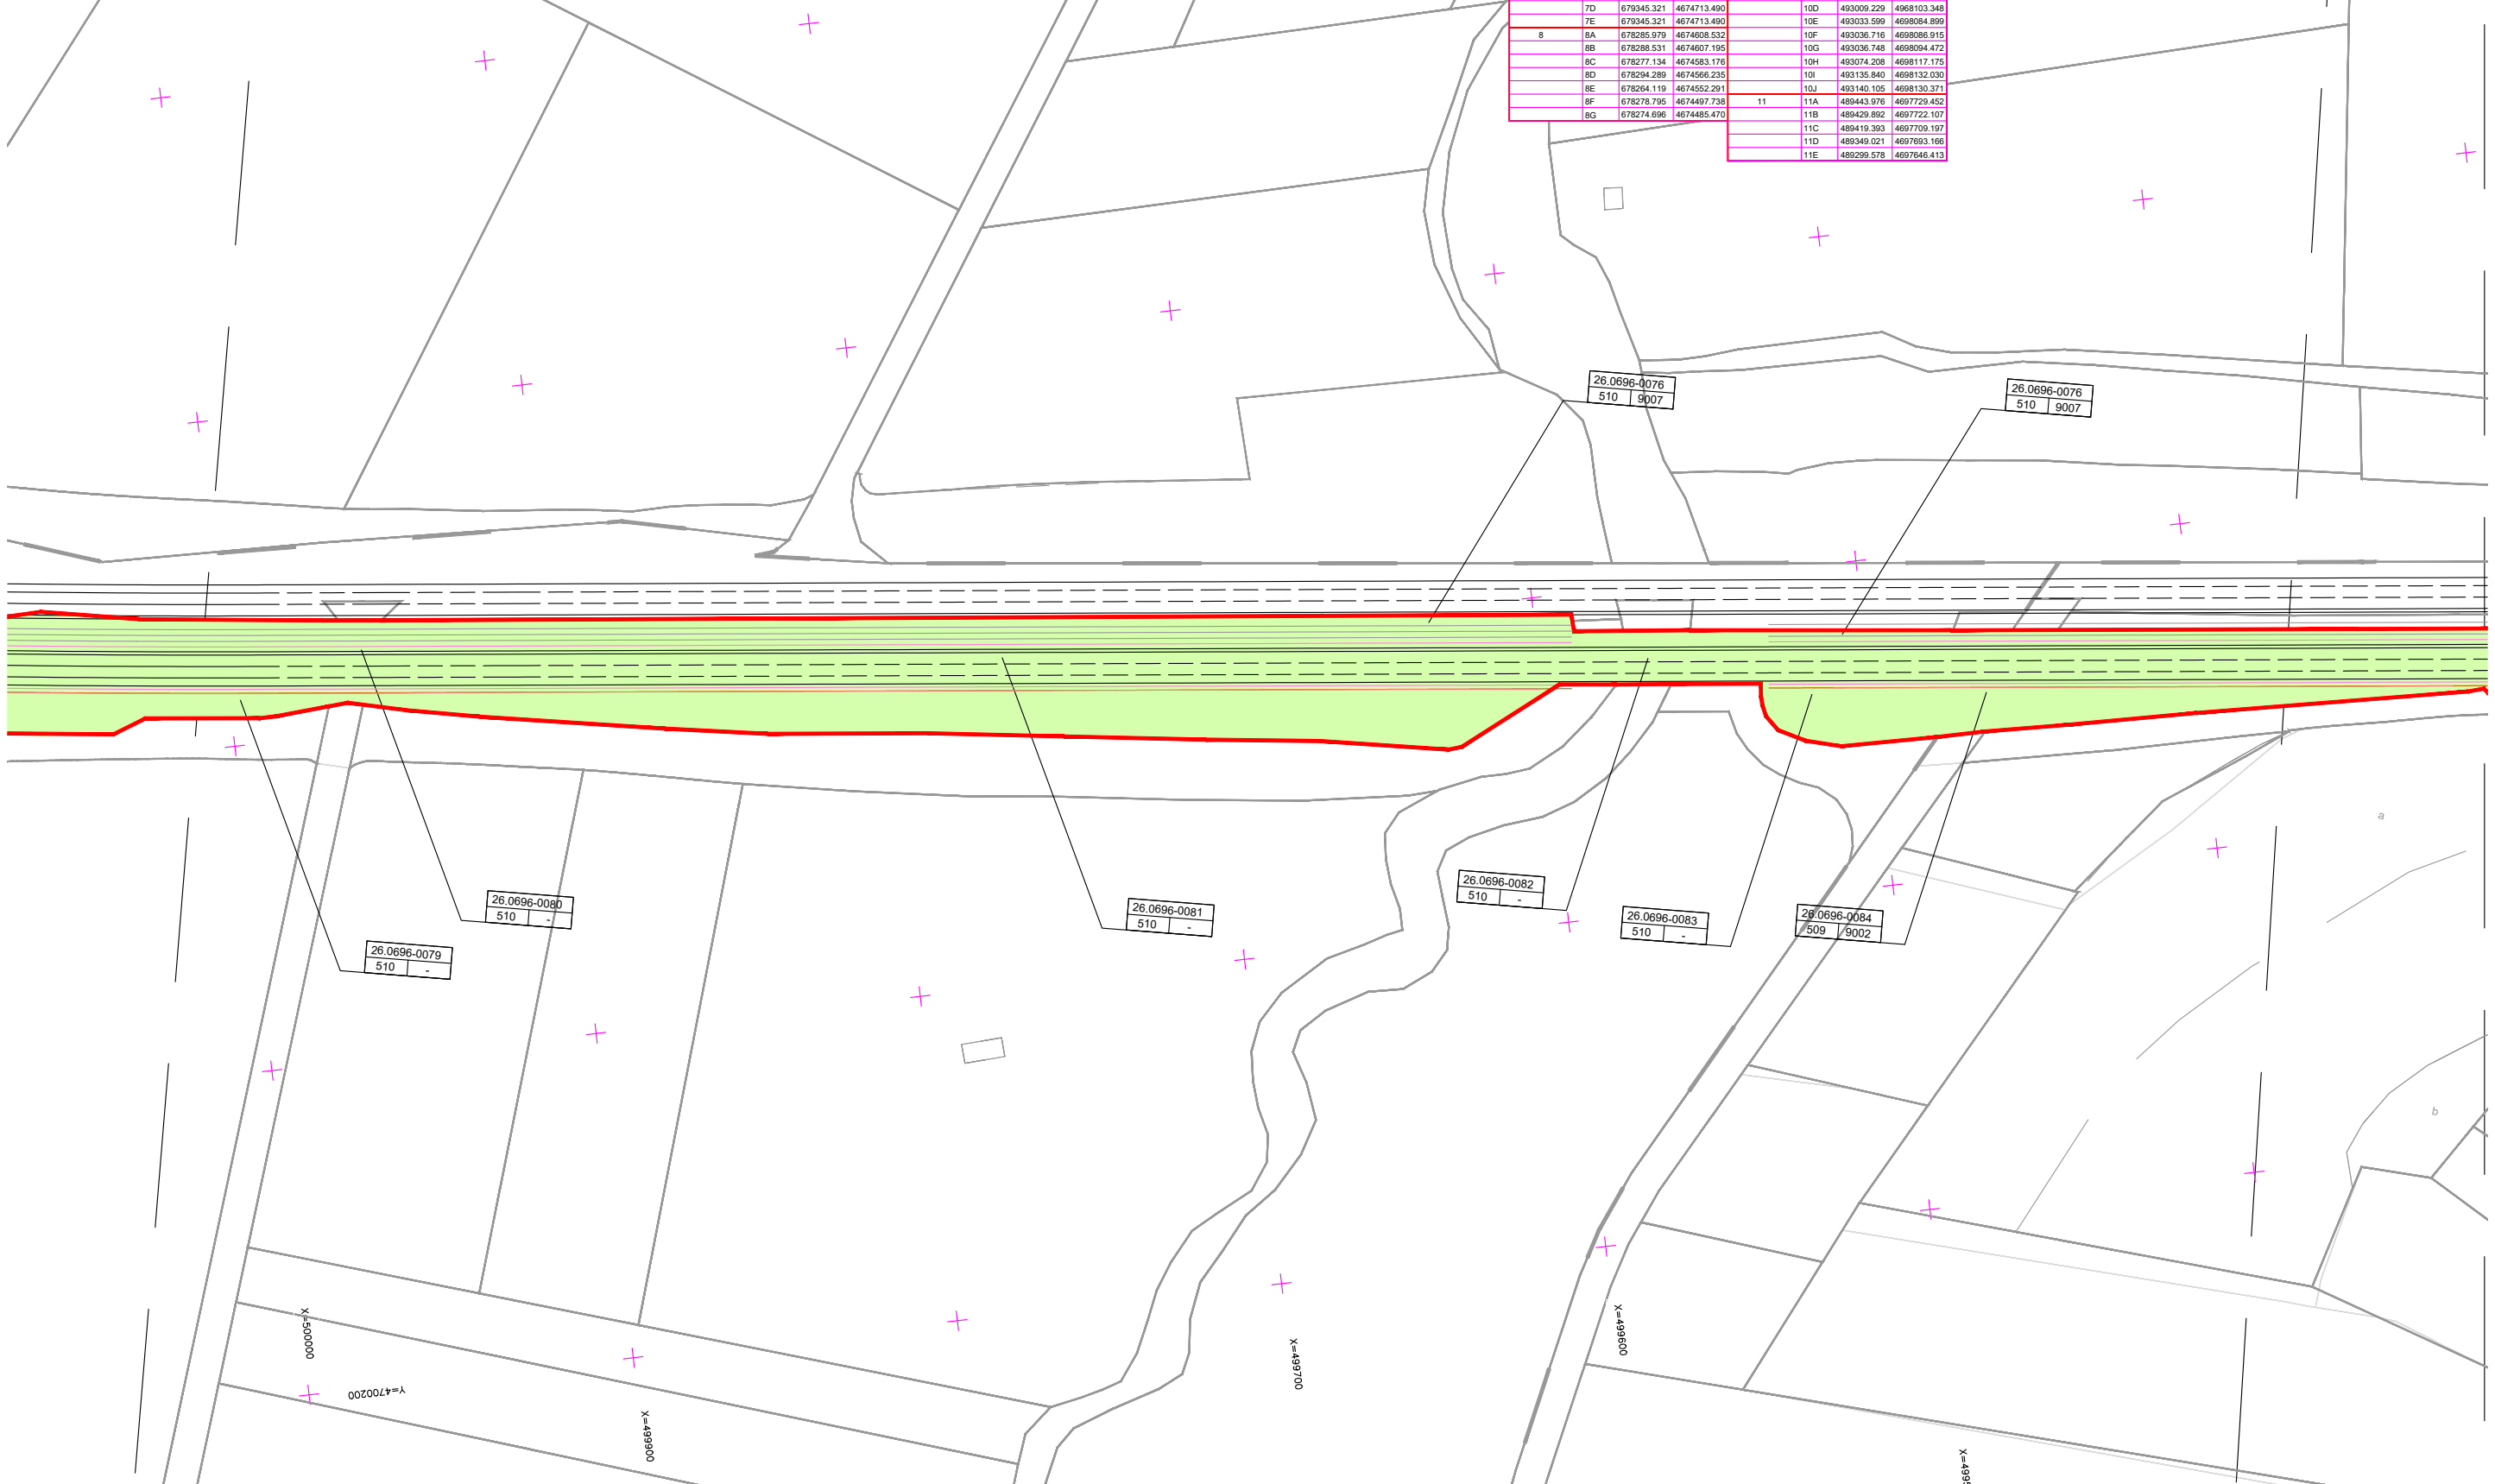 7D 679345.321 4674713.490 10D 493009.229 4968103.348
7E 679345.321 4674713.490 10E 493033.599 4698084.899
8 8A 678285.979 4674608.532 10F 493036.716 4698086.915
8B 678288.531 4674607.195 10G 493036.748 4698094.472
8C 678277.134 4674583.176 10H 493074.208 4698117.175
8D 678294.289 4674566.235 10I 493135.840 4698132.030
8E 678264.119 4674552.291 10J 493140.105 4698130.371
8F 678278.795 4674497.738 11 11A 489443.976 4697729.452
8G 678274.696 4674485.470 11B 489429.892 4697722.107
11C 489419.393 4697709.197
11D 489349.021 4697693.166
11E 489299.578 4697646.413
26.0696-0076
510 9007
26.0696-0076
510 9007
a
26.0696-0080
510 -
26.0696-0081
510 -
26.0696-0082
510 -
26.0696-0083
510 -
26.0696-0084
509 9002
26.0696-0079
510 -
b
X=500000
X=499600
X=499700
Y=4700200
X=499900